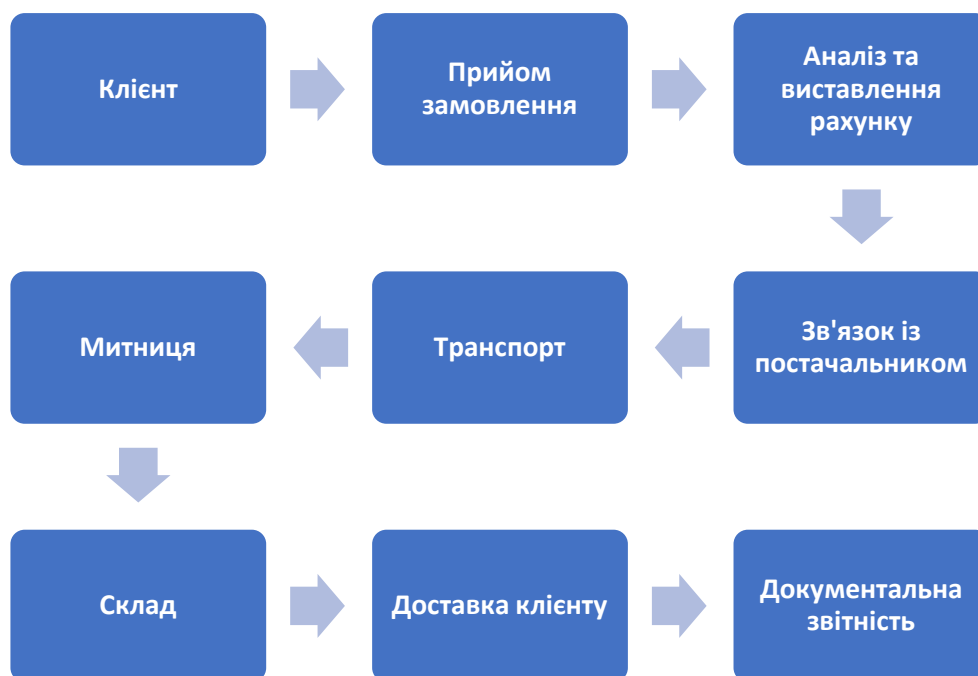 Клієнт
Прийом
замовлення
Аналіз та
виставлення
рахунку
Зв'язок із
постачальником
Транспорт
Митниця
Склад
Доставка клієнту
Документальна
звітність